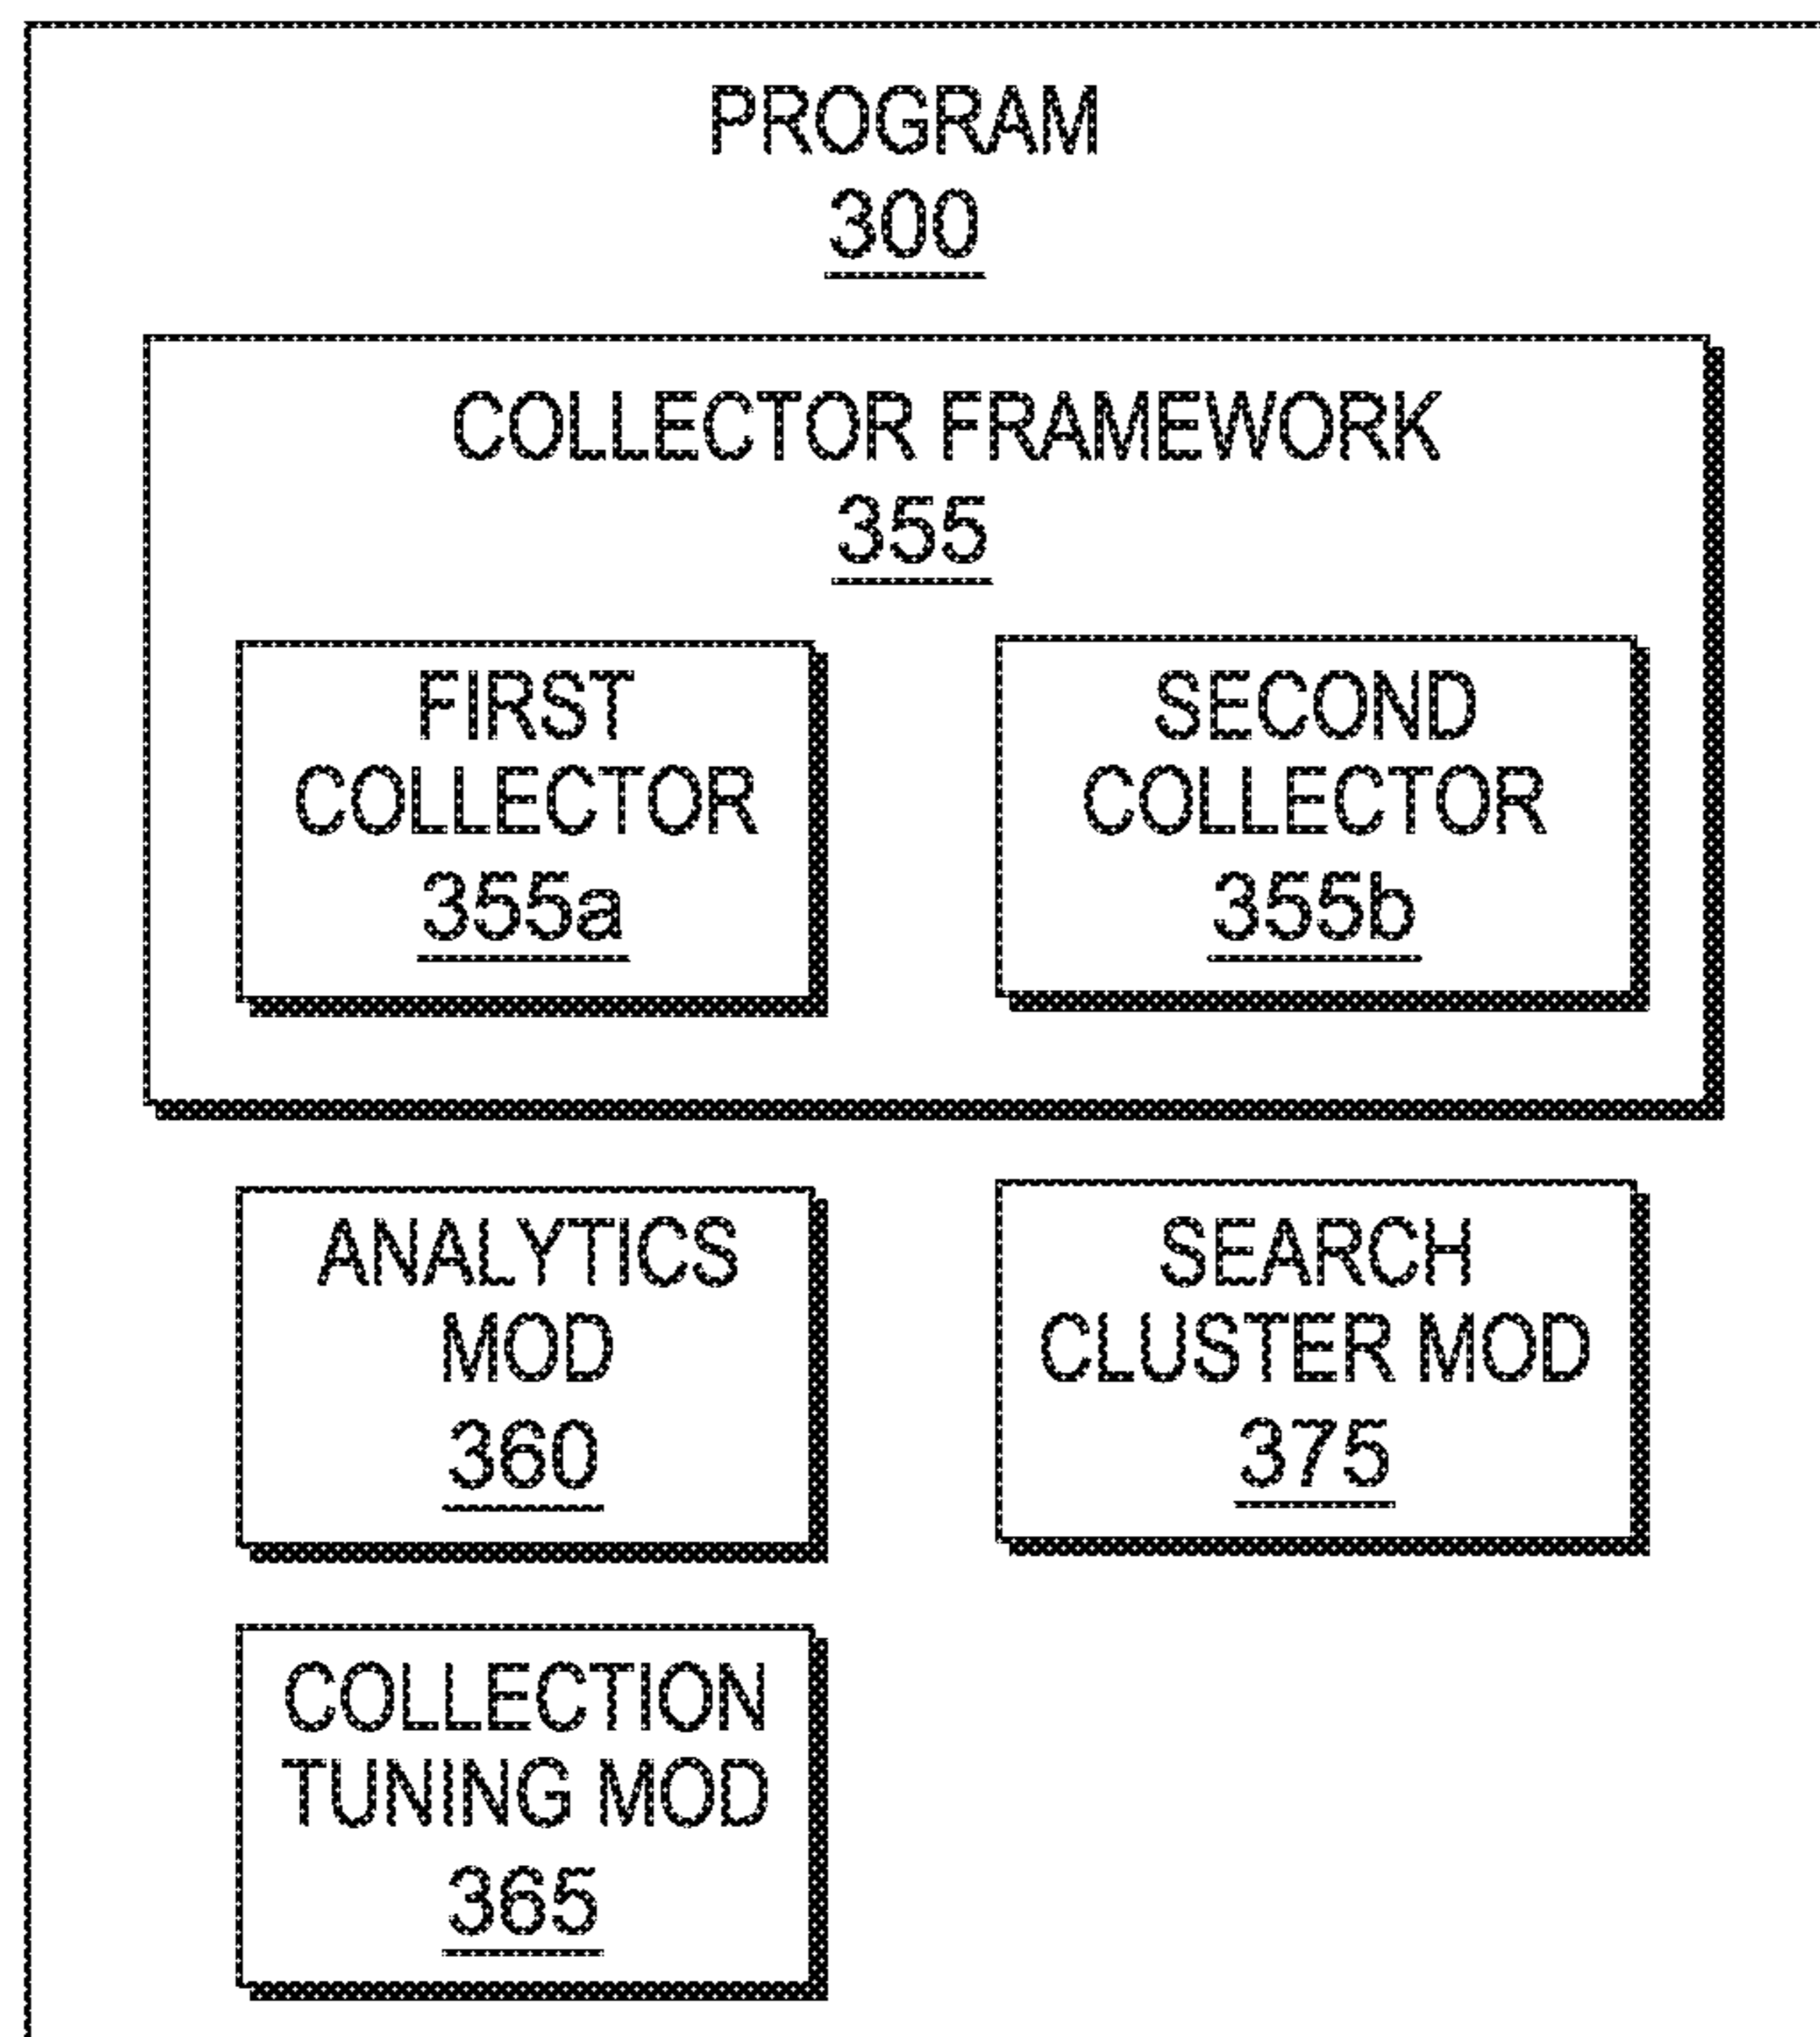 PROGRAM
300
COLLECTOR FRAMEWORK
355
FIRST
COLLECTOR
355a
SECOND
COLLECTOR
355b
ANALYTICS
MOD
360
SEARCH
CLUSTER MOD
375
COLLECTION
TUNING MOD
365